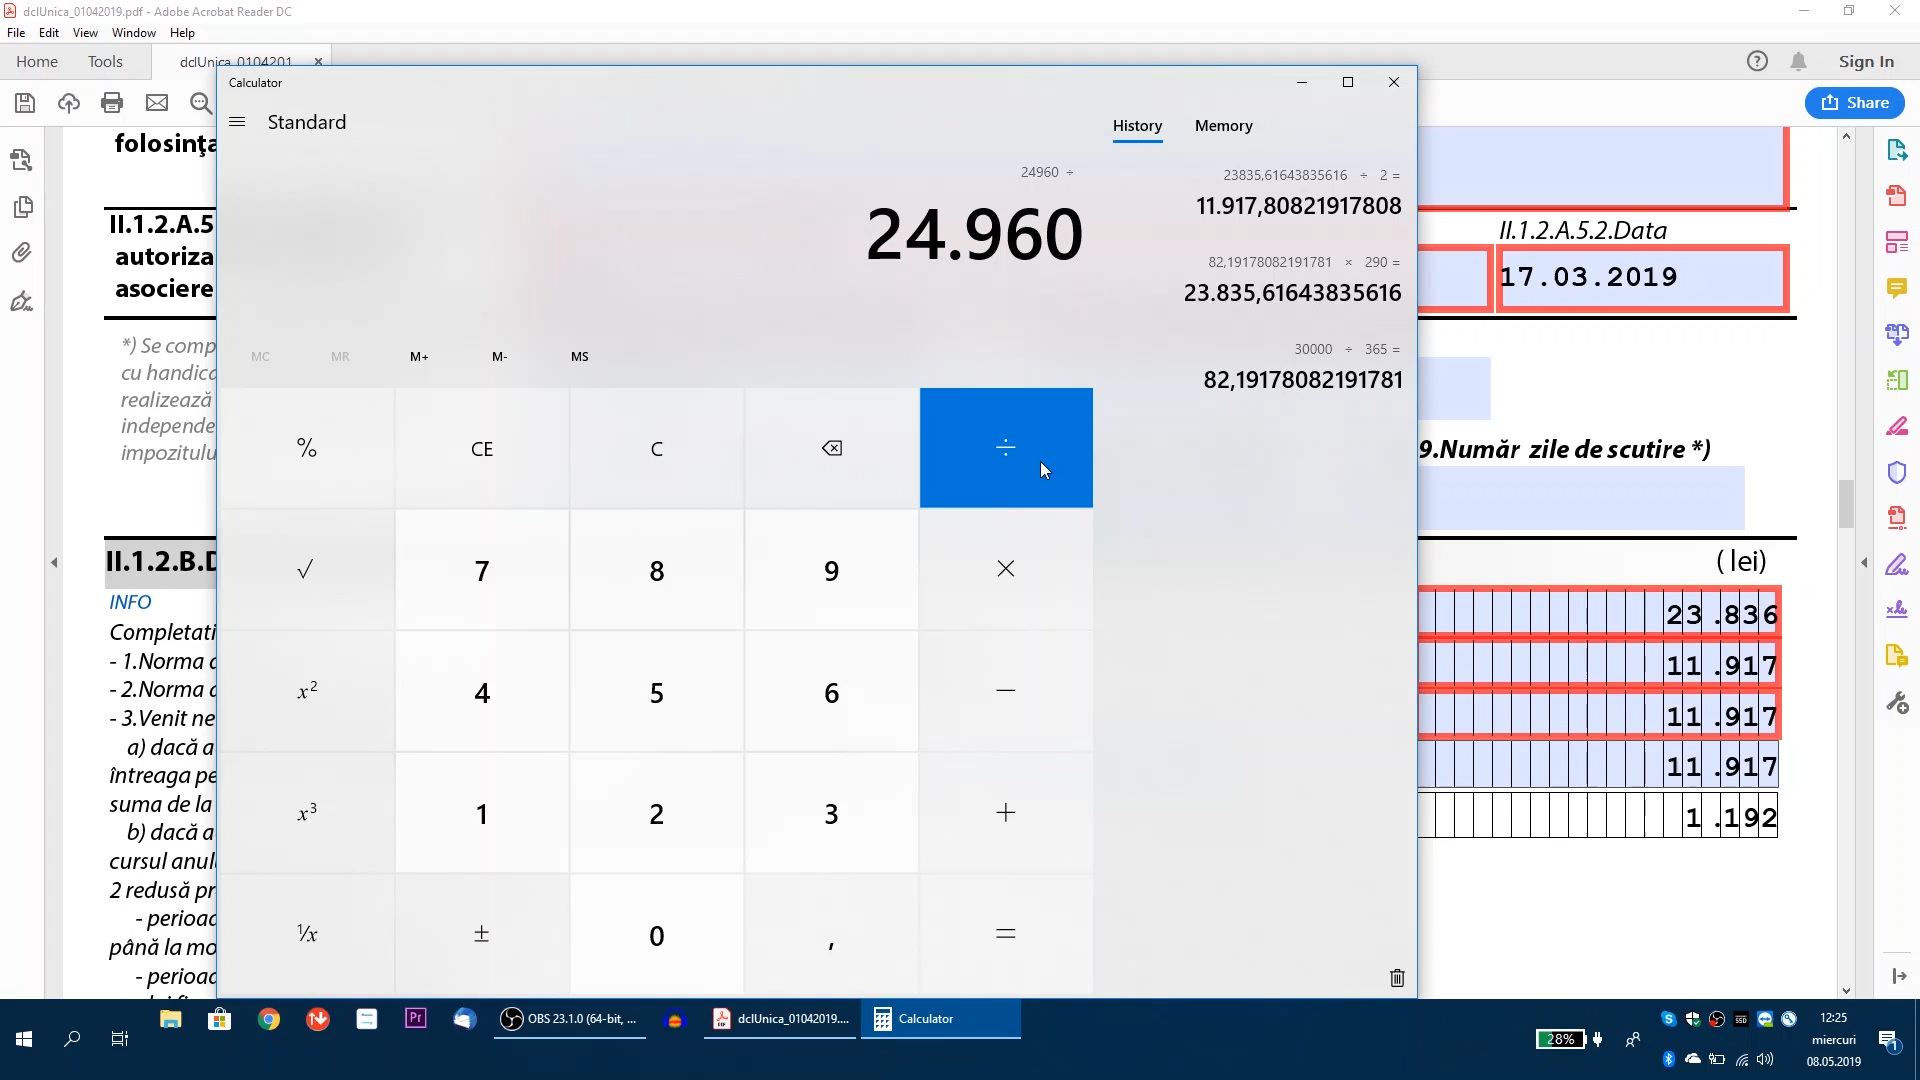 dclUnica_01042019.pdf - Adobe Acrobat Reader DC
File Edit View Window Help
Home Tools dclUnica_0104201...
Sign In
Share
folosinţa
II.1.2.A.5
autoriza
asociere
*) Se comp
cu handica
realizează
independe
impozitulu
II.1.2.B.D
INFO
Completati
- 1.Norma d
- 2.Norma d
- 3.Venit ne
a) dacă a
întreaga pe
suma de la
b) dacă a
cursul anulu
2 redusă pr
- perioad
până la mo
- perioad
Calculator
Standard
24960 ÷
24.960
MC MR M+ M- MS
% CE C ÷
√ 7 8 9 ×
x² 4 5 6 −
x³ 1 2 3 +
¹/x ± 0 , =
History Memory
23835,61643835616 ÷ 2 =
11.917,80821917808
82,19178082191781 × 290 =
23.835,61643835616
30000 ÷ 365 =
82,19178082191781
II.1.2.A.5.2.Data
17.03.2019
9.Număr zile de scutire *)
( lei)
23.836
11.917
11.917
11.917
1.192
OBS 23.1.0 (64-bit, ...
dclUnica_01042019....
Calculator
28%
12:25
miercuri
08.05.2019